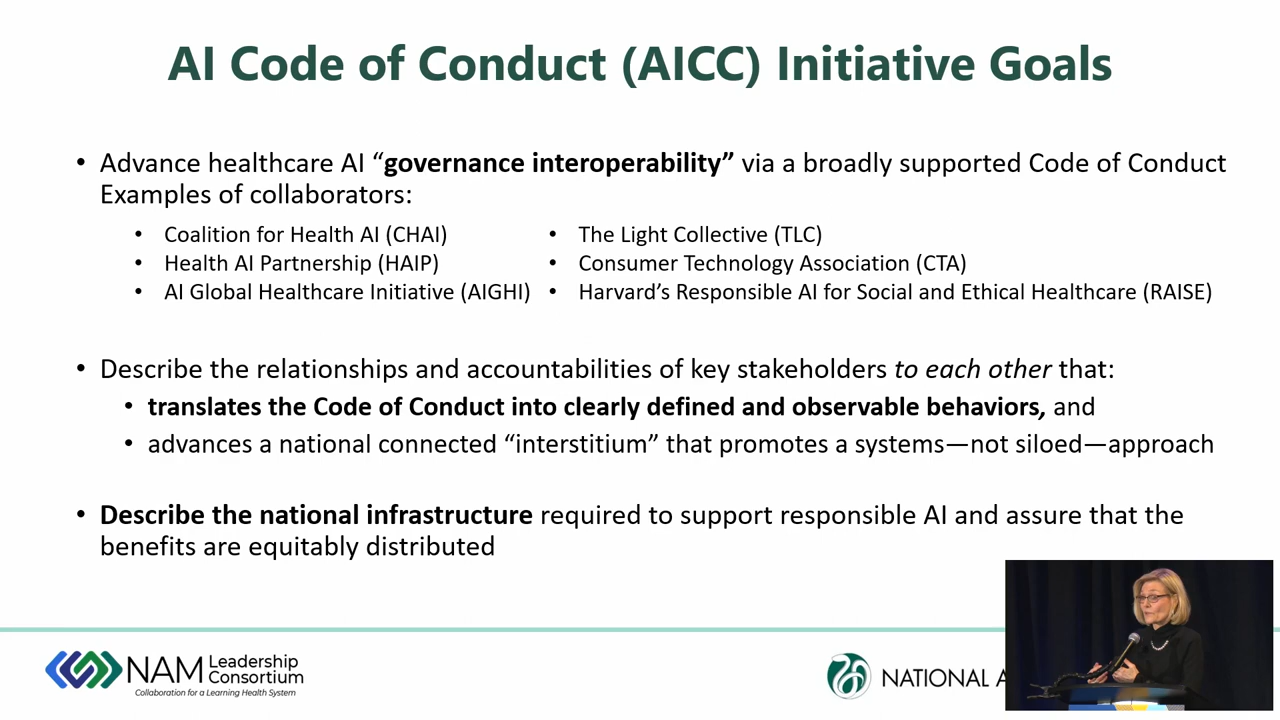 AI Code of Conduct (AICC) Initiative Goals
• Advance healthcare AI “governance interoperability” via a broadly supported Code of Conduct
Examples of collaborators:
• Coalition for Health AI (CHAI)
• Health AI Partnership (HAIP)
• AI Global Healthcare Initiative (AIGHI)
• The Light Collective (TLC)
• Consumer Technology Association (CTA)
• Harvard’s Responsible AI for Social and Ethical Healthcare (RAISE)
• Describe the relationships and accountabilities of key stakeholders to each other that:
• translates the Code of Conduct into clearly defined and observable behaviors, and
• advances a national connected “interstitium” that promotes a systems—not siloed—approach
• Describe the national infrastructure required to support responsible AI and assure that the
benefits are equitably distributed
NAM Leadership
Consortium
Collaboration for a Learning Health System
NATIONAL A